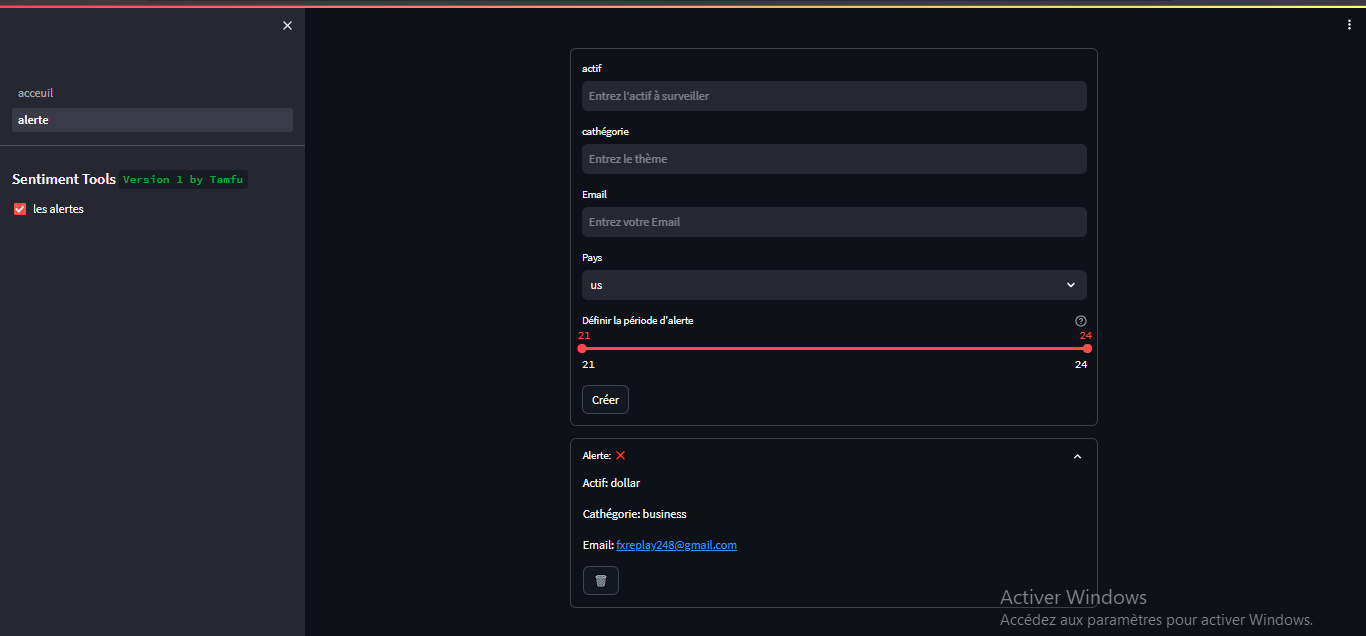 acceuil
alerte
Sentiment Tools Version 1 by Tamfu
les alertes
actif
Entrez l'actif à surveiller
cathégorie
Entrez le thème
Email
Entrez votre Email
Pays
us
Définir la période d'alerte
21 24
21 24
Créer
Alerte:
Actif: dollar
Cathégorie: business
Email: fxreplay248@gmail.com
Activer Windows
Accédez aux paramètres pour activer Windows.